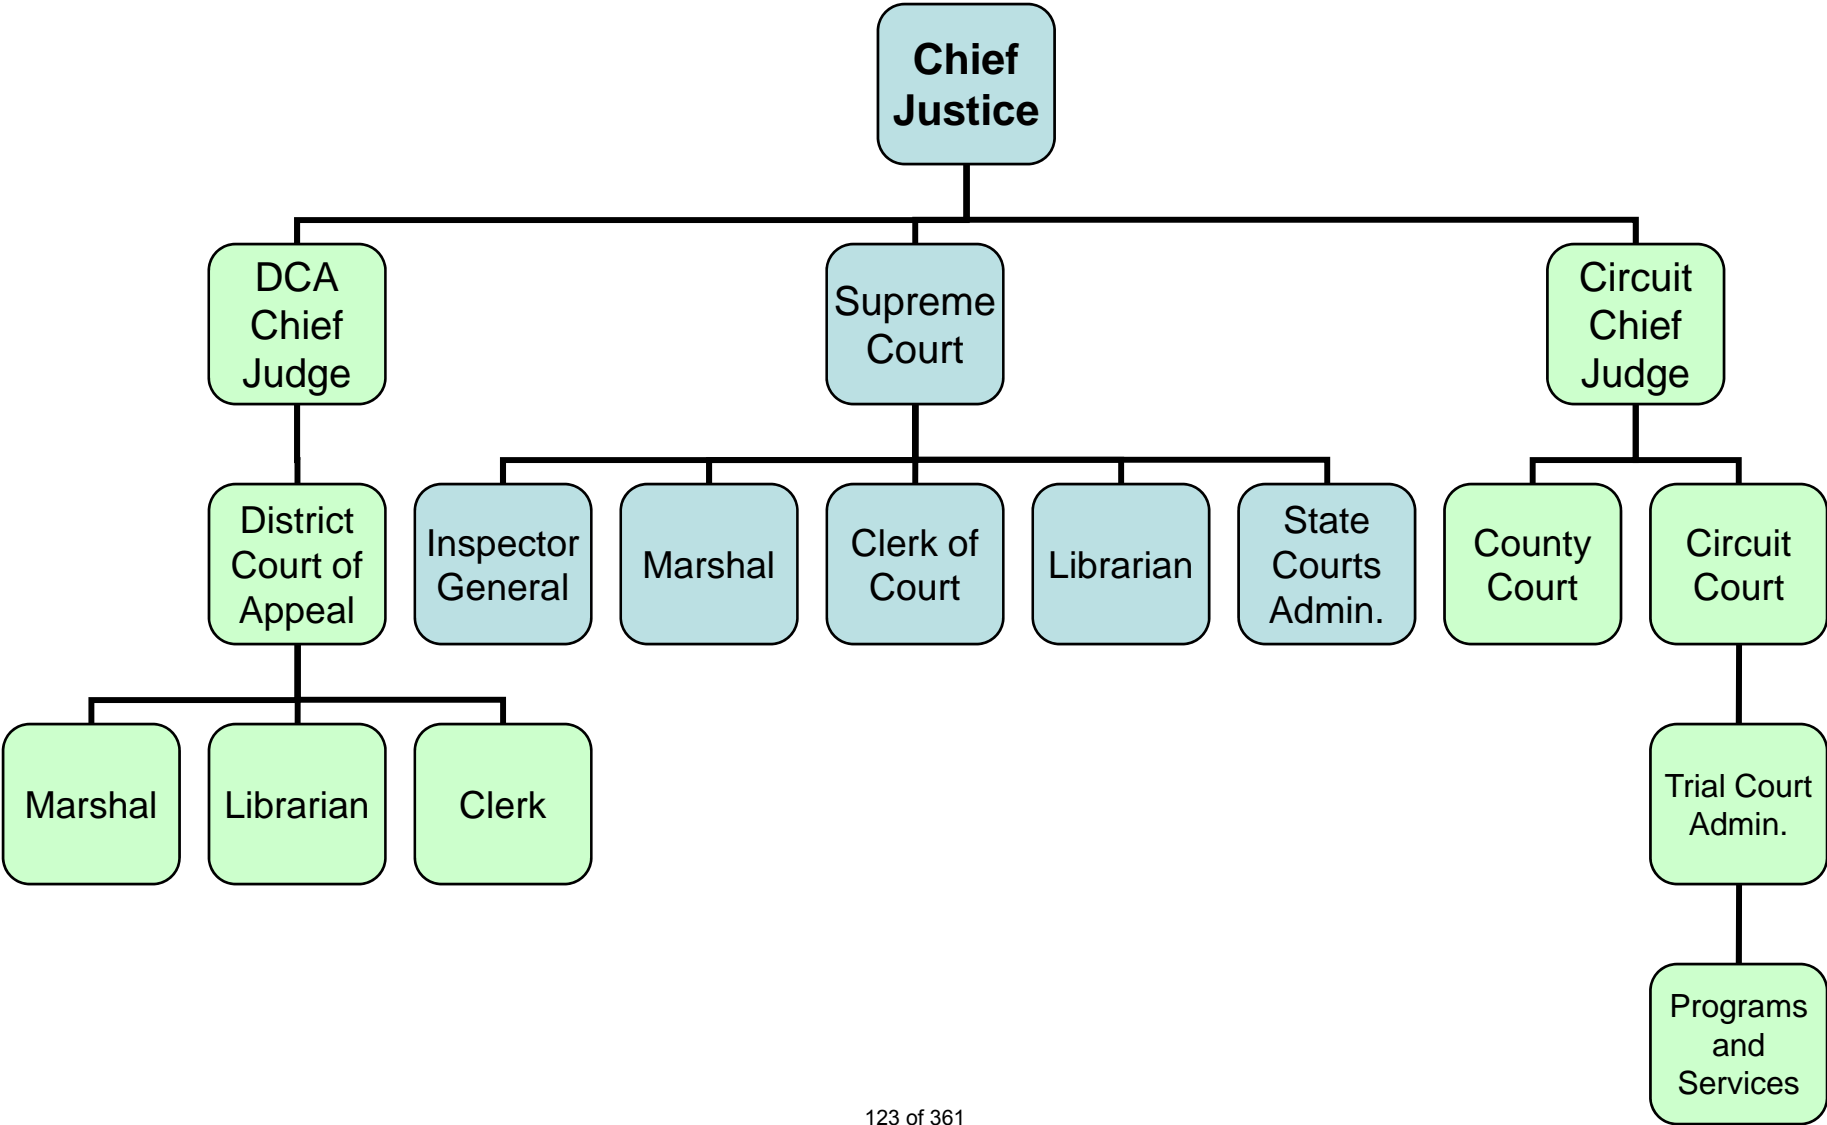 Chief
Justice
DCA
Chief
Judge
Supreme
Court
Circuit
Chief
Judge
District
Court of
Appeal
Inspector
General
Marshal
Clerk of
Court
Librarian
State
Courts
Admin.
County
Court
Circuit
Court
Marshal
Librarian
Clerk
Trial Court
Admin.
Programs
and
Services
123 of 361